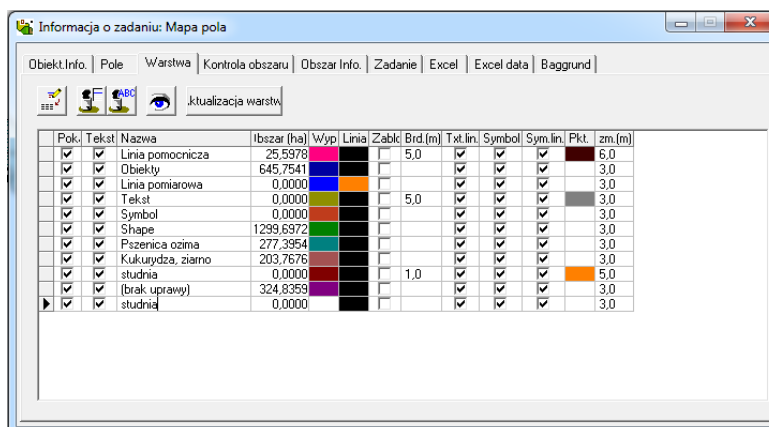 Informacja o zadaniu: Mapa pola
Obiekt.Info. Pole Warstwa Kontrola obszaru Obszar Info. Zadanie Excel Excel data Baggrund
F ABC .ktualizacja warstw
Pok. Tekst Nazwa lbszar (ha) Wyp Linia Zablc Brd.(m) Txt.lin. Symbol Sym.lin. Pkt. zm.(m)
Linia pomocnicza 25,5978 5,0 6,0
Obiekty 645,7541 3,0
Linia pomiarowa 0,0000 3,0
Tekst 0,0000 5,0 3,0
Symbol 0,0000 3,0
Shape 1299,6972 3,0
Pszenica ozima 277,3954 3,0
Kukurydza, ziarno 203,7676 3,0
studnia 0,0000 1,0 5,0
(brak uprawy) 324,8359 3,0
studnia 0,0000 3,0